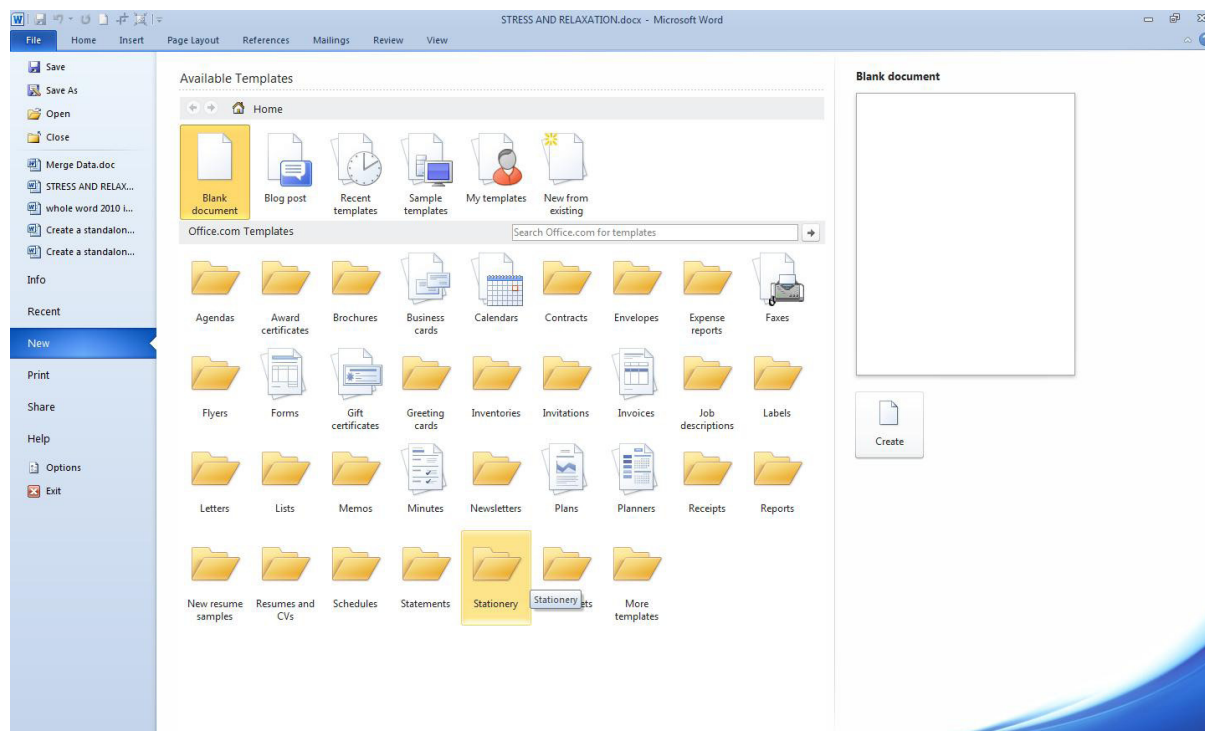 W STRESS AND RELAXATION.docx - Microsoft Word
File Home Insert Page Layout References Mailings Review View
Save
Save As
Open
Close
Merge Data.doc
STRESS AND RELAX...
whole word 2010 i...
Create a standalon...
Create a standalon...
Info
Recent
New
Print
Share
Help
Options
Exit
Available Templates
Home
Blank document
Blog post
Recent templates
Sample templates
My templates
New from existing
Office.com Templates
Search Office.com for templates
Agendas
Award certificates
Brochures
Business cards
Calendars
Contracts
Envelopes
Expense reports
Faxes
Flyers
Forms
Gift certificates
Greeting cards
Inventories
Invitations
Invoices
Job descriptions
Labels
Letters
Lists
Memos
Minutes
Newsletters
Plans
Planners
Receipts
Reports
New resume samples
Resumes and CVs
Schedules
Statements
Stationery
Stationery
ets
More templates
Blank document
Create